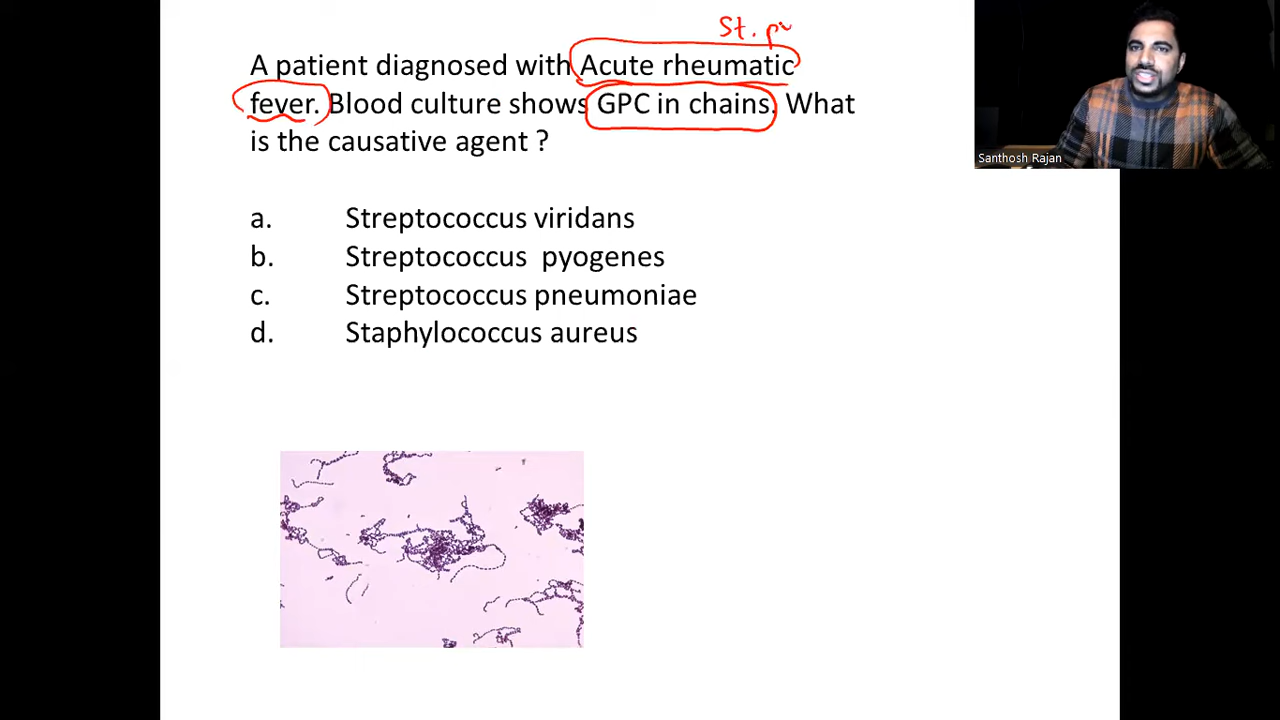 St. py
A patient diagnosed with Acute rheumatic
fever. Blood culture shows GPC in chains. What
is the causative agent ?
Santhosh Rajan
a. Streptococcus viridans
b. Streptococcus pyogenes
c. Streptococcus pneumoniae
d. Staphylococcus aureus